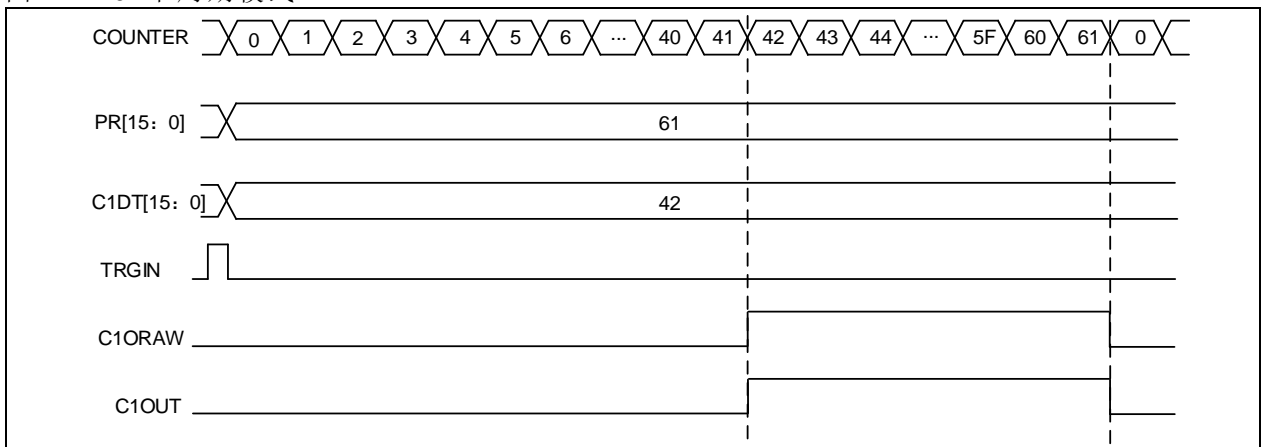 COUNTER 0 1 2 3 4 5 6 ... 40 41 42 43 44 ... 5F 60 61 0
PR[15：0] 61
C1DT[15：0] 42
TRGIN
C1ORAW
C1OUT